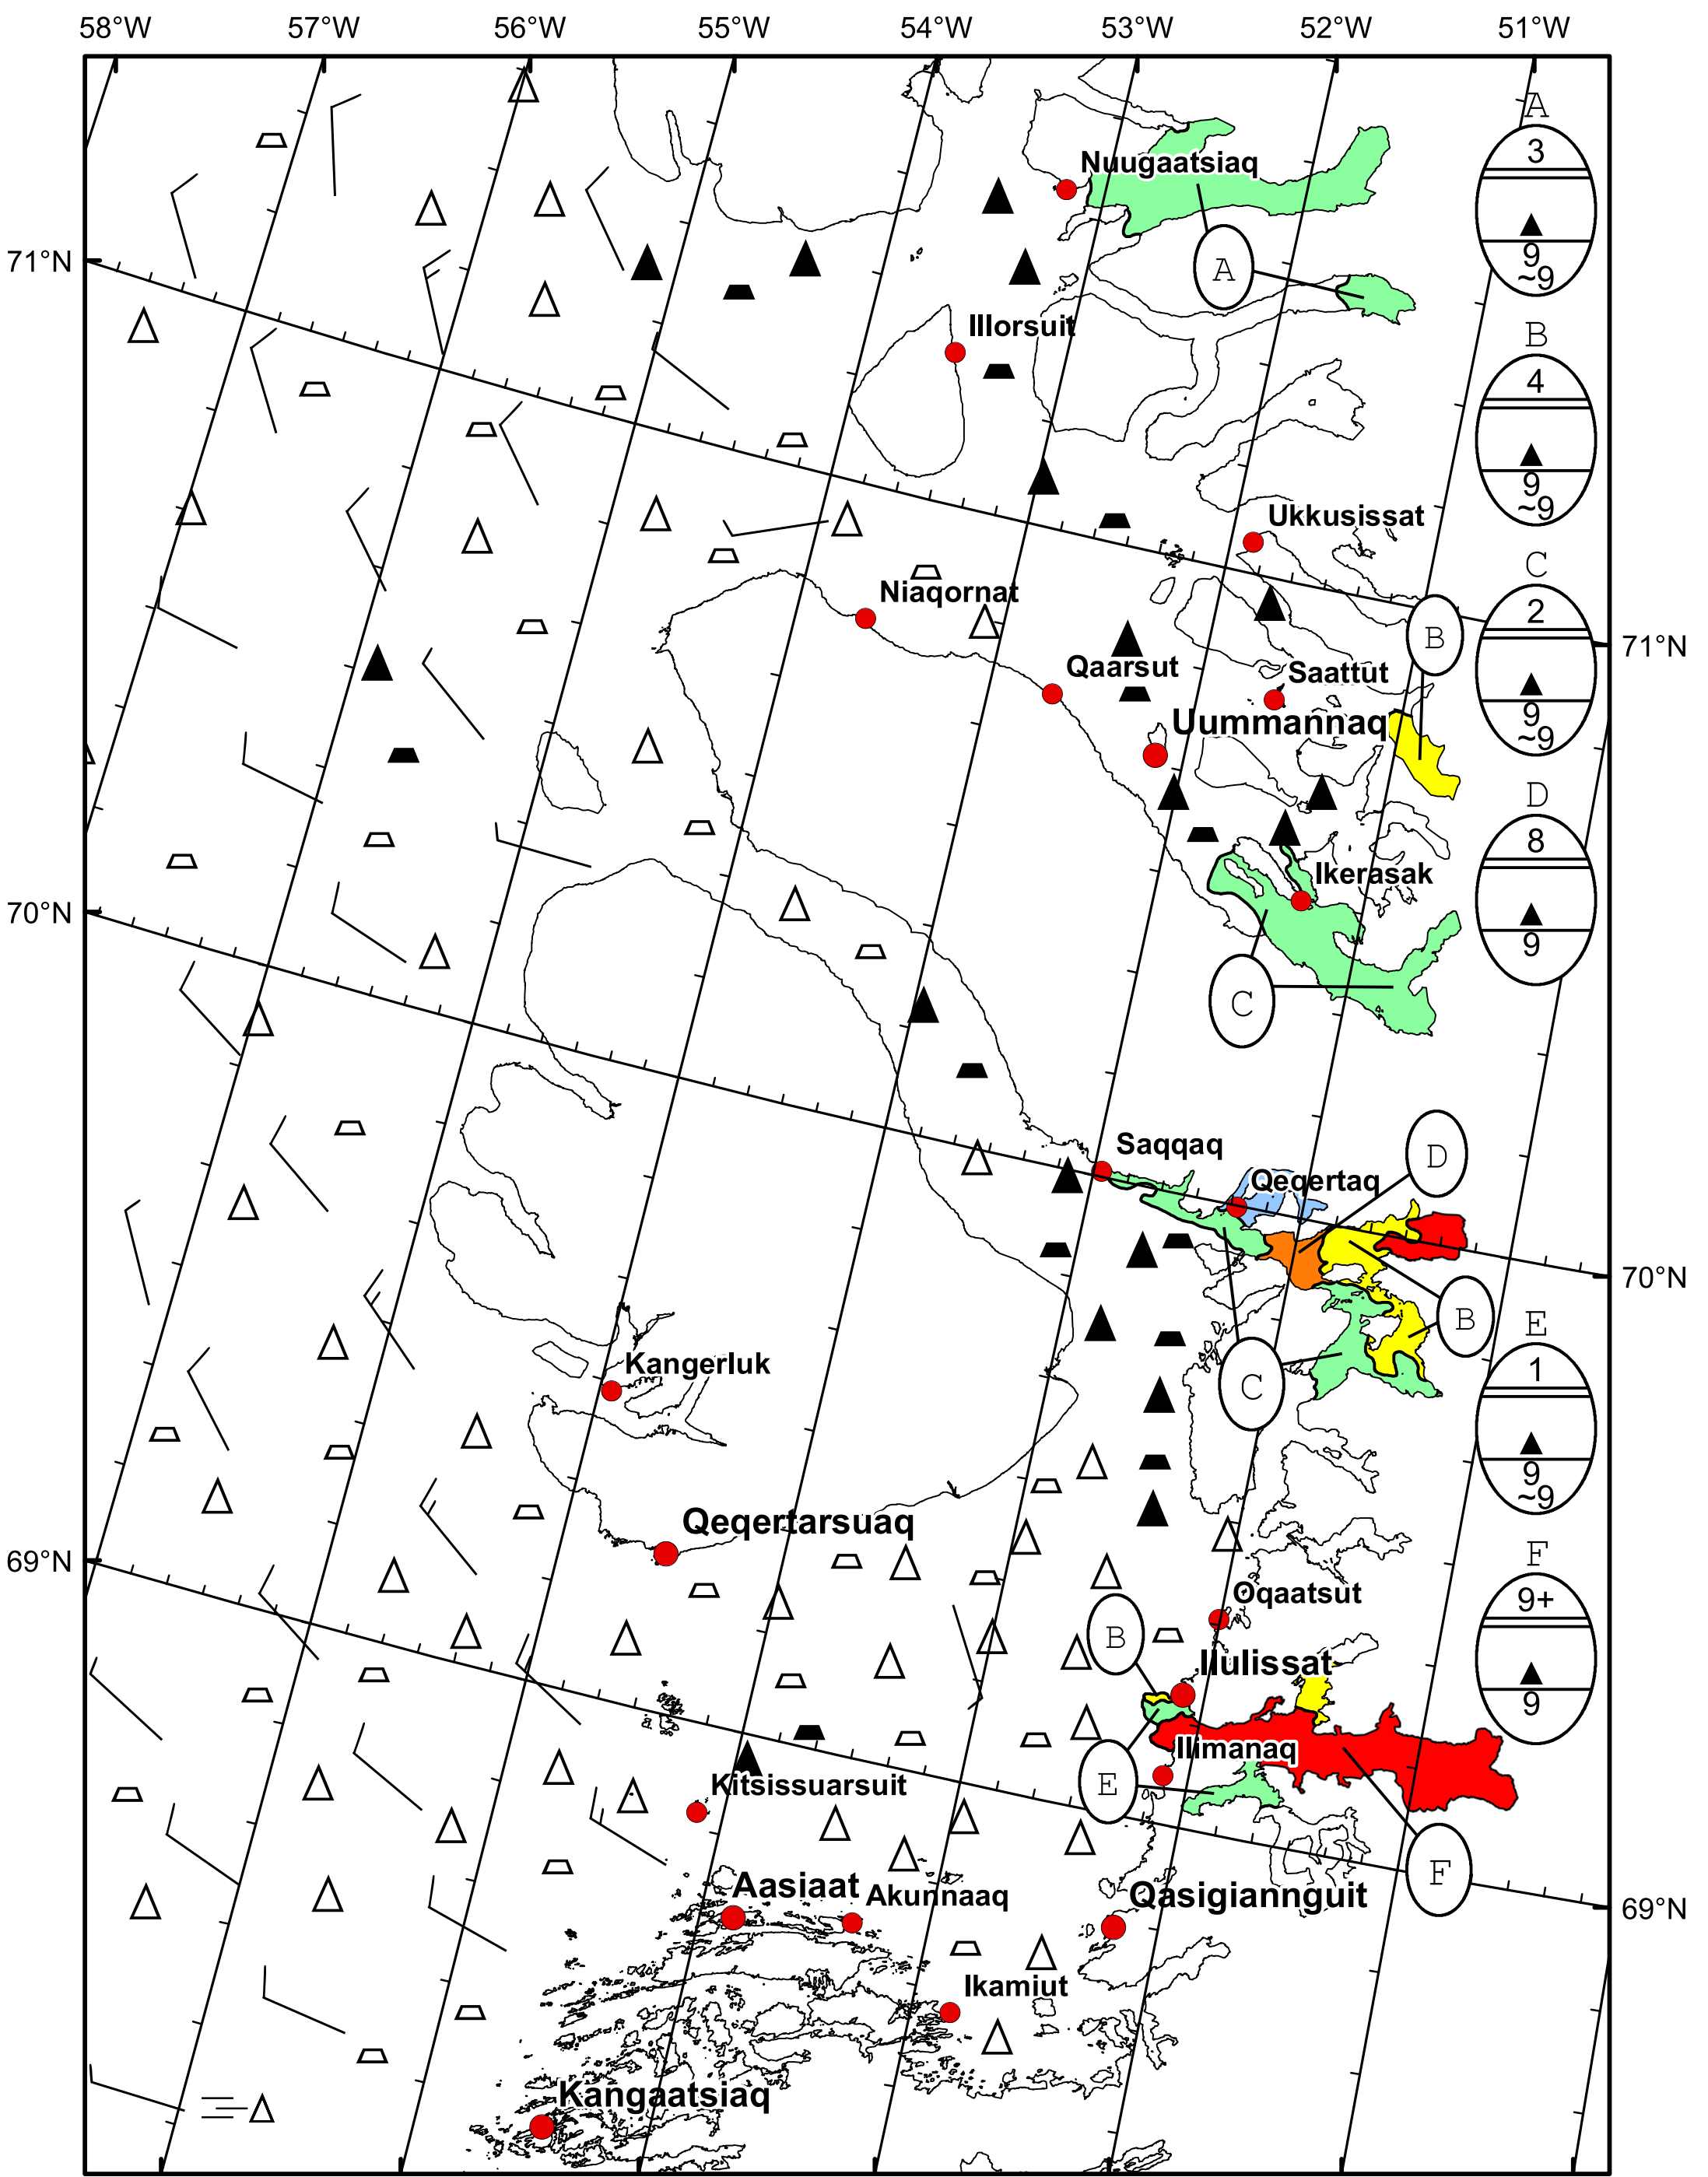 58°W 57°W 56°W 55°W 54°W 53°W 52°W 51°W
A
3
9
~9
Nuugaatsiaq
71°N
A
Illorsuit
B
4
9
~9
Ukkusissat
C
2
9
~9
Niaqornat
B
71°N
Qaarsut
Saattut
Uummannaq
D
8
9
Ikerasak
70°N
C
Saqqaq
D
Qeqertaq
70°N
B
E
1
9
~9
Kangerluk
C
Qeqertarsuaq
69°N
F
9+
9
Oqaatsut
B
Ilulissat
Ilimanaq
E
Kitsissuarsuit
F
Aasiaat
Akunnaaq
Qasigiannguit
69°N
Ikamiut
Kangaatsiaq